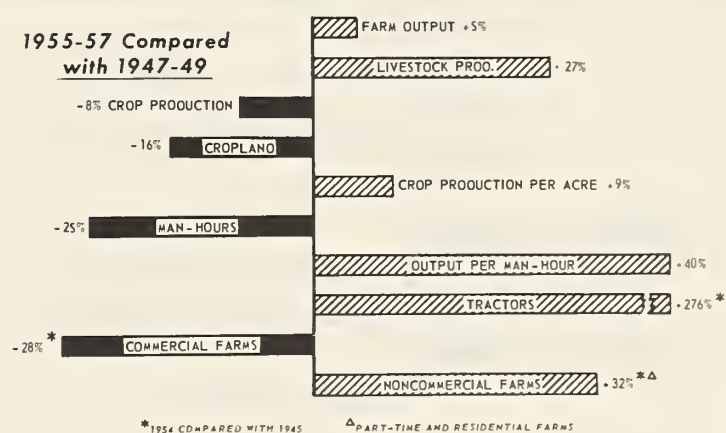 1955-57 Compared
with 1947-49
FARM OUTPUT +5%
LIVESTOCK PROD. + 27%
-8% CROP PRODUCTION
-16% CROPLAND
CROP PRODUCTION PER ACRE +9%
-25% MAN-HOURS
OUTPUT PER MAN-HOUR +40%
TRACTORS +276% *
-28% * COMMERCIAL FARMS
NONCOMMERCIAL FARMS +32% * △
*1954 COMPARED WITH 1945 △PART-TIME AND RESIDENTIAL FARMS